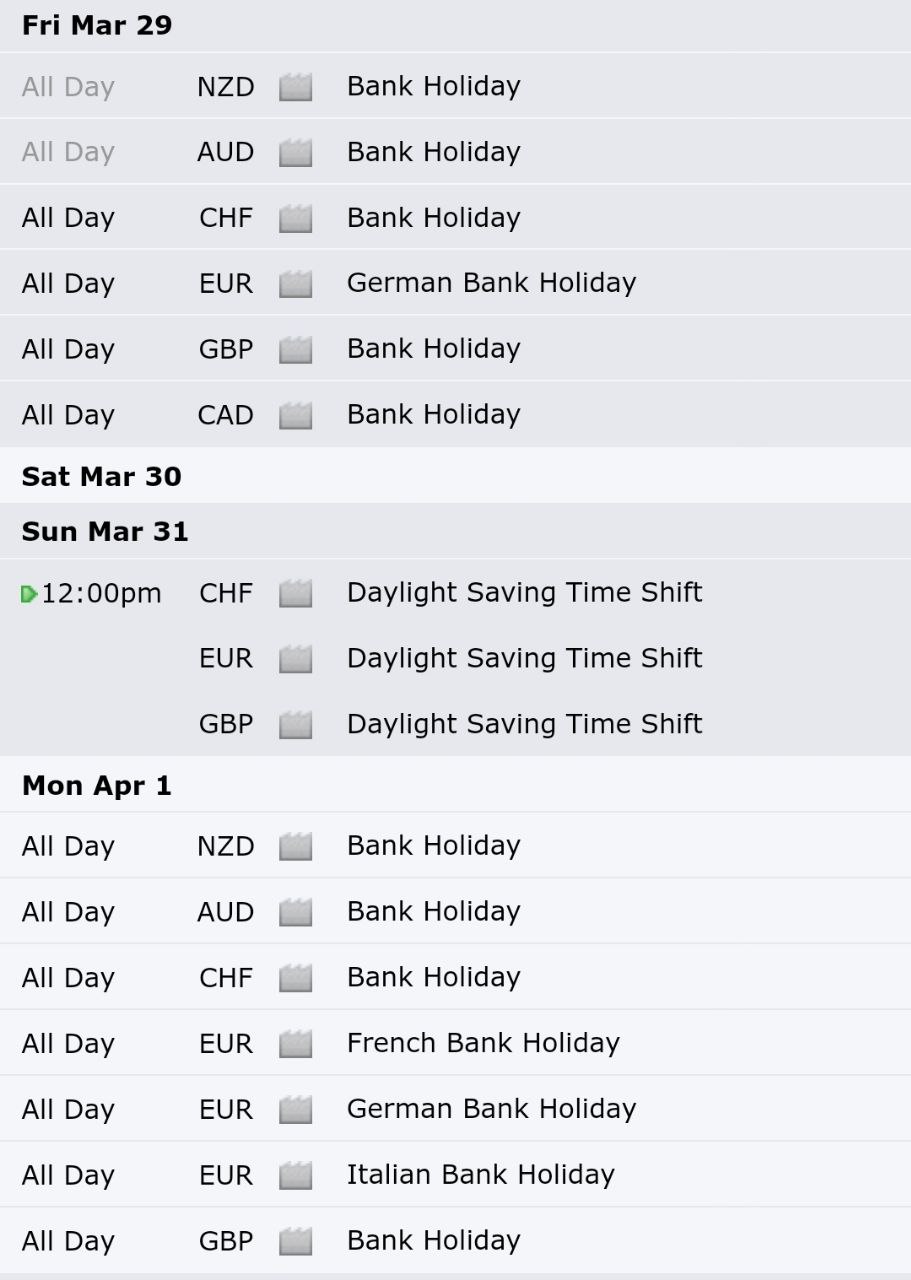 Fri Mar 29
All Day NZD Bank Holiday
All Day AUD Bank Holiday
All Day CHF Bank Holiday
All Day EUR German Bank Holiday
All Day GBP Bank Holiday
All Day CAD Bank Holiday
Sat Mar 30
Sun Mar 31
12:00pm CHF Daylight Saving Time Shift
EUR Daylight Saving Time Shift
GBP Daylight Saving Time Shift
Mon Apr 1
All Day NZD Bank Holiday
All Day AUD Bank Holiday
All Day CHF Bank Holiday
All Day EUR French Bank Holiday
All Day EUR German Bank Holiday
All Day EUR Italian Bank Holiday
All Day GBP Bank Holiday